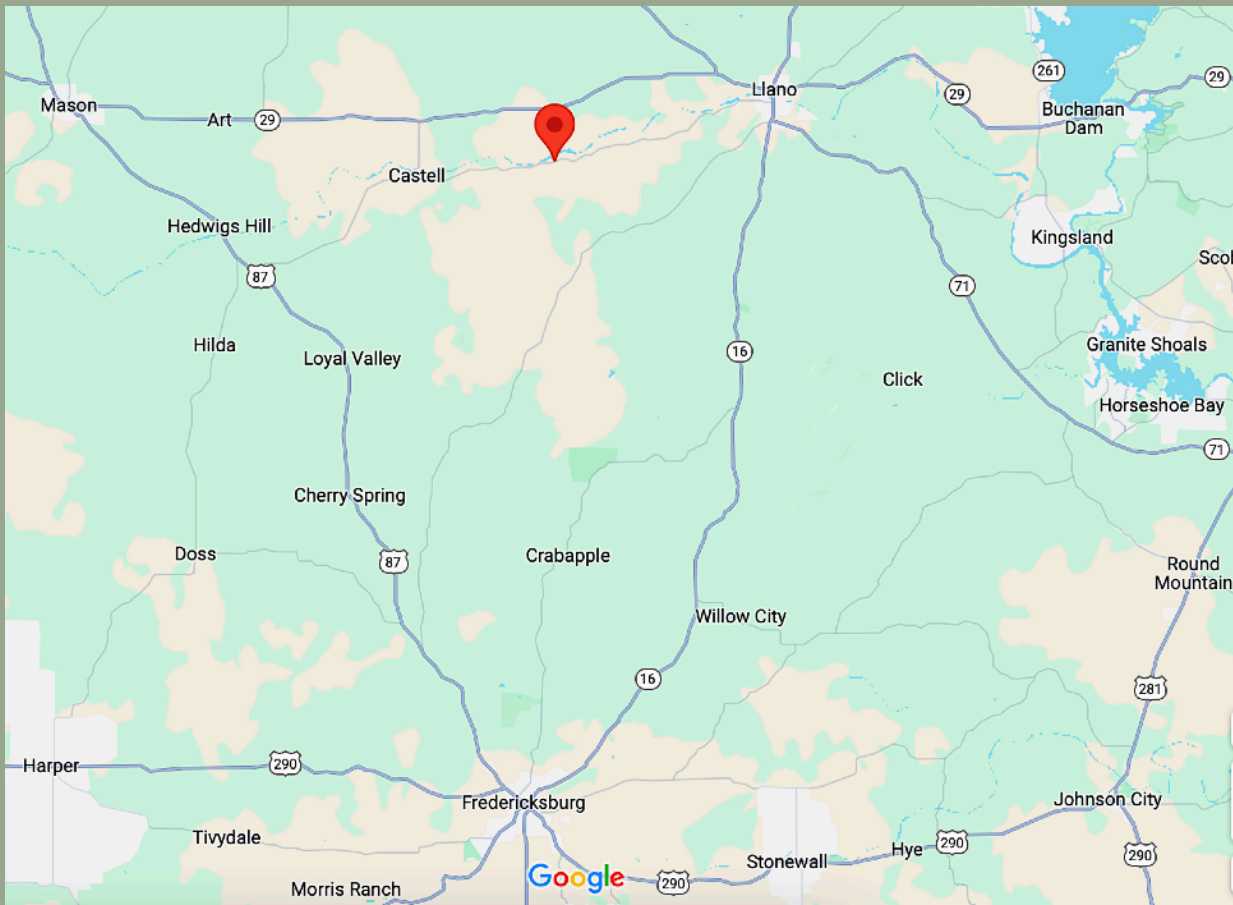 261
29
Llano
29
Mason
Buchanan
Dam
Art
29
Castell
Hedwigs Hill
Kingsland
87
71
Hilda
Granite Shoals
16
Loyal Valley
Click
Horseshoe Bay
71
Cherry Spring
Doss
Crabapple
87
Round
Mountain
Willow City
16
281
Harper
290
Fredericksburg
Johnson City
Tivydale
Hye
290
290
Stonewall
Google
290
Morris Ranch